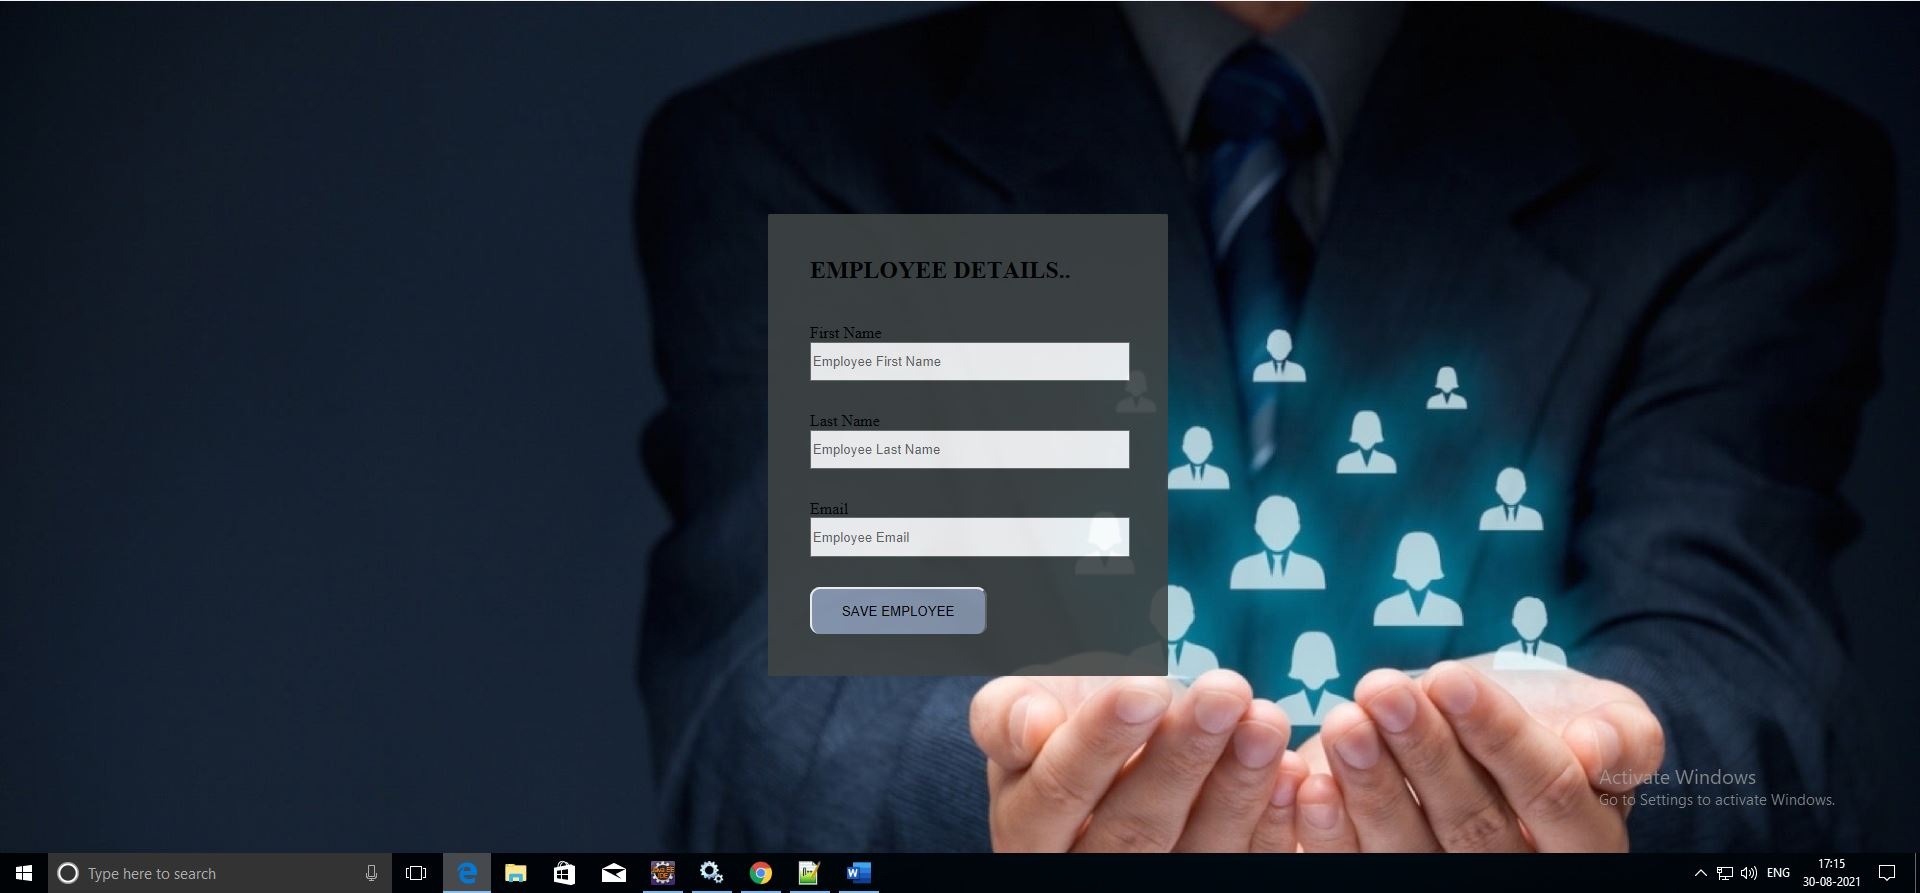 EMPLOYEE DETAILS..
First Name
Employee First Name
Last Name
Employee Last Name
Email
Employee Email
SAVE EMPLOYEE
Activate Windows
Go to Settings to activate Windows.
Type here to search
ENG
17:15
30-08-2021